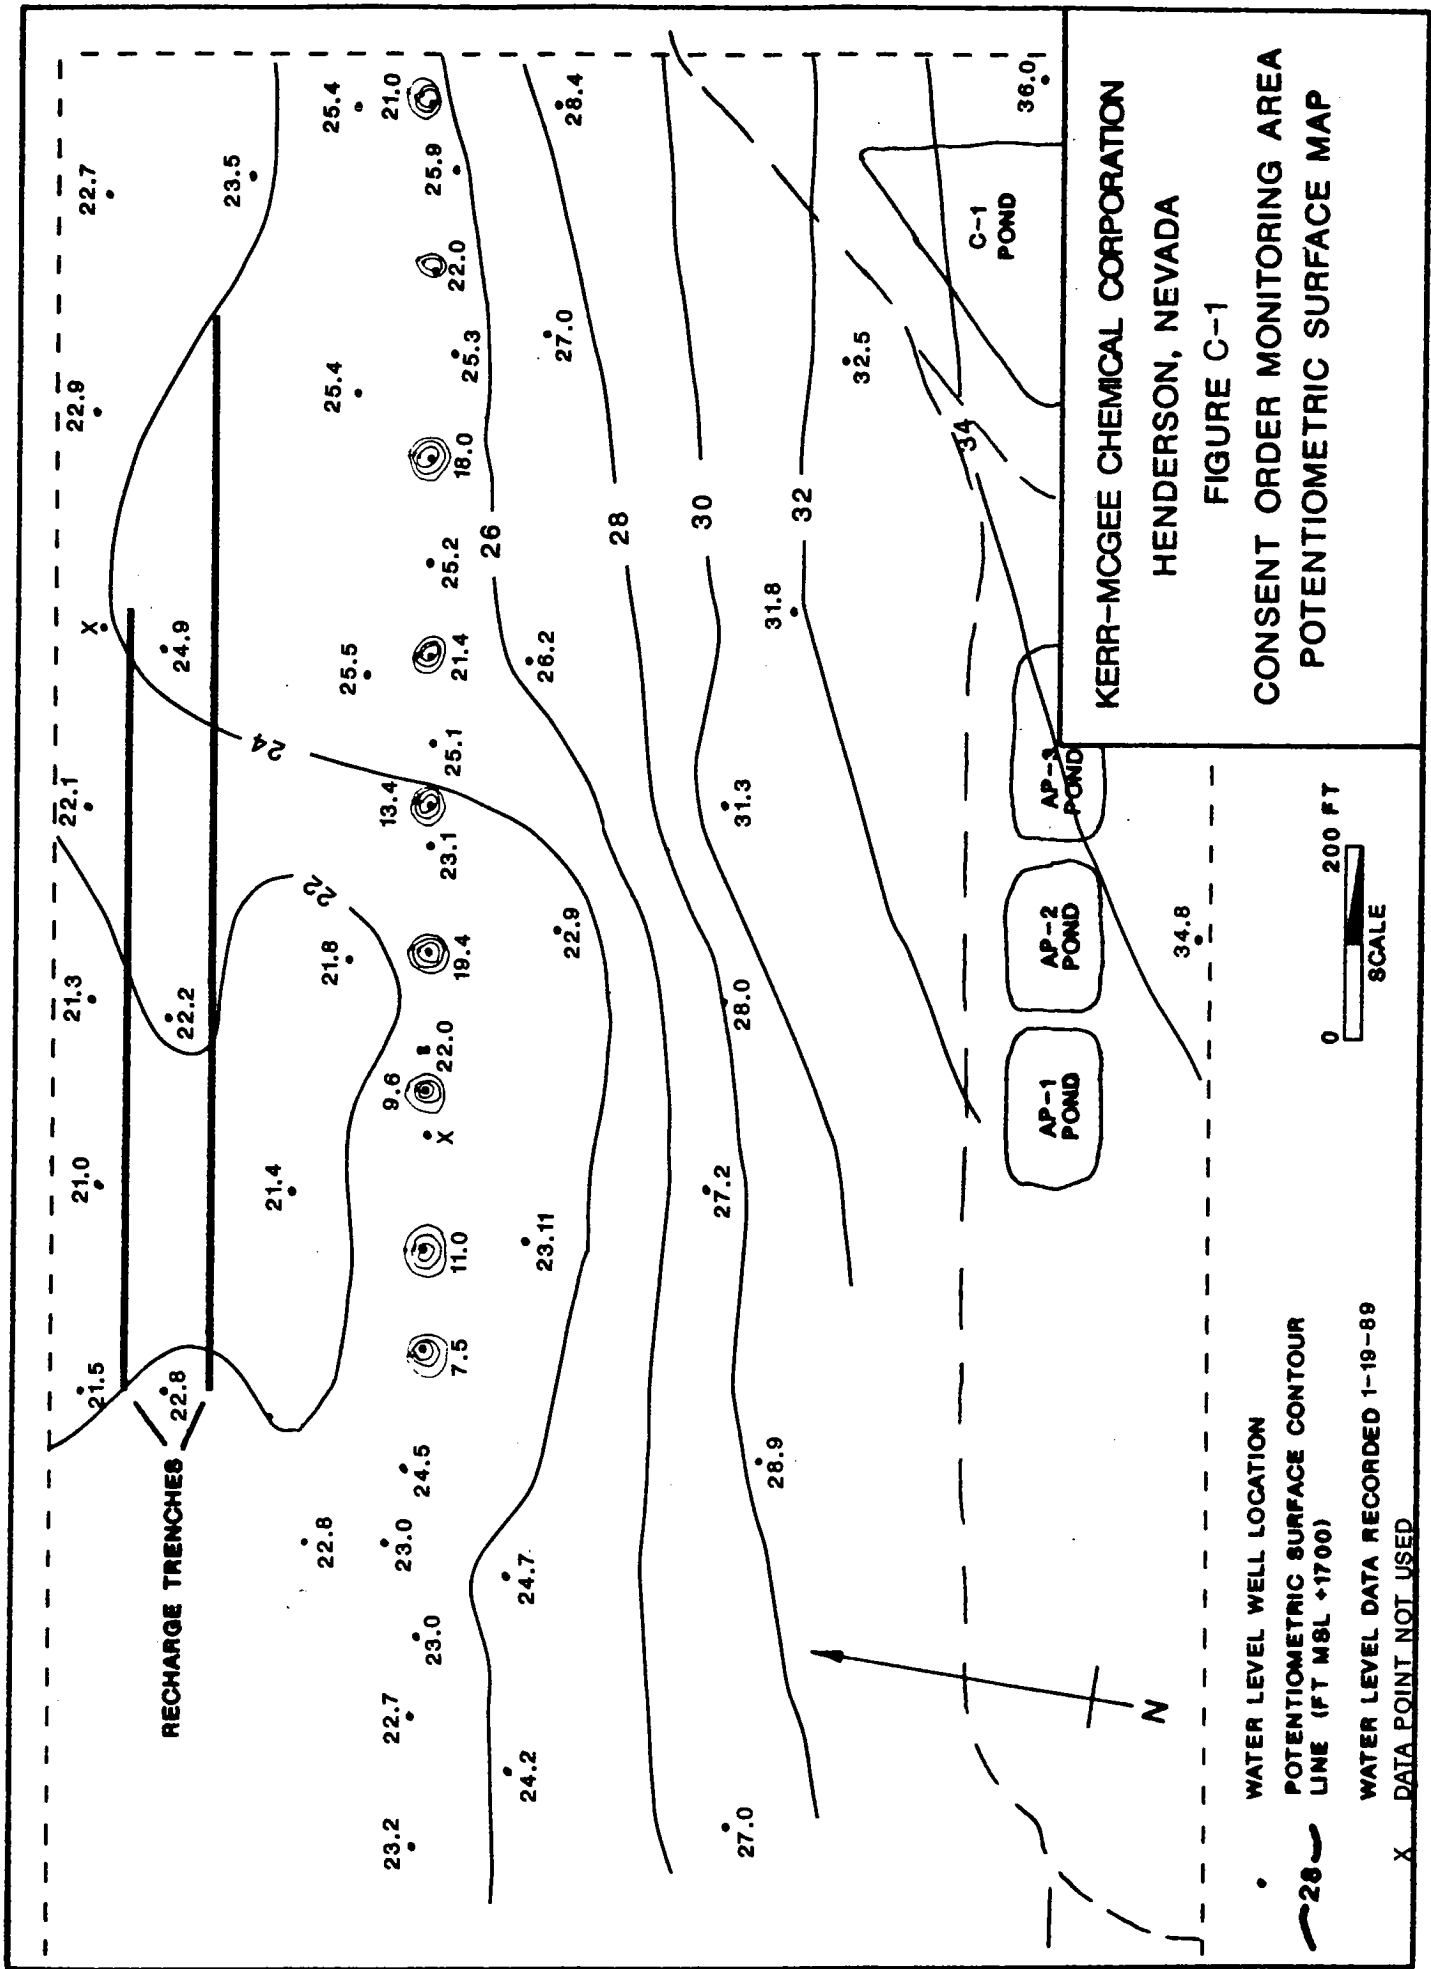 22.7
22.9
22.1
21.3
21.0
21.5
X
23.5
24.9
22.2
22.8
RECHARGE TRENCHES
24
22
25.4
25.4
25.5
21.8
21.4
22.8
21.0
22.0
18.0
25.2
21.4
25.1
13.4
23.1
19.4
22.0
9.6
X
11.0
7.5
24.5
23.0
23.0
22.7
23.2
25.9
25.3
26
26.2
22.9
23.11
24.7
24.2
28.4
27.0
28
30
31.3
28.0
27.2
28.9
27.0
32
31.8
32.5
34
36.0
C-1
POND
AP-3
POND
AP-2
POND
AP-1
POND
34.8
N
KERR-MCGEE CHEMICAL CORPORATION
HENDERSON, NEVADA
FIGURE C-1
CONSENT ORDER MONITORING AREA
POTENTIOMETRIC SURFACE MAP
0 200 FT
SCALE
WATER LEVEL WELL LOCATION
28 POTENTIOMETRIC SURFACE CONTOUR
LINE (FT MSL +1700)
WATER LEVEL DATA RECORDED 1-19-89
X DATA POINT NOT USED